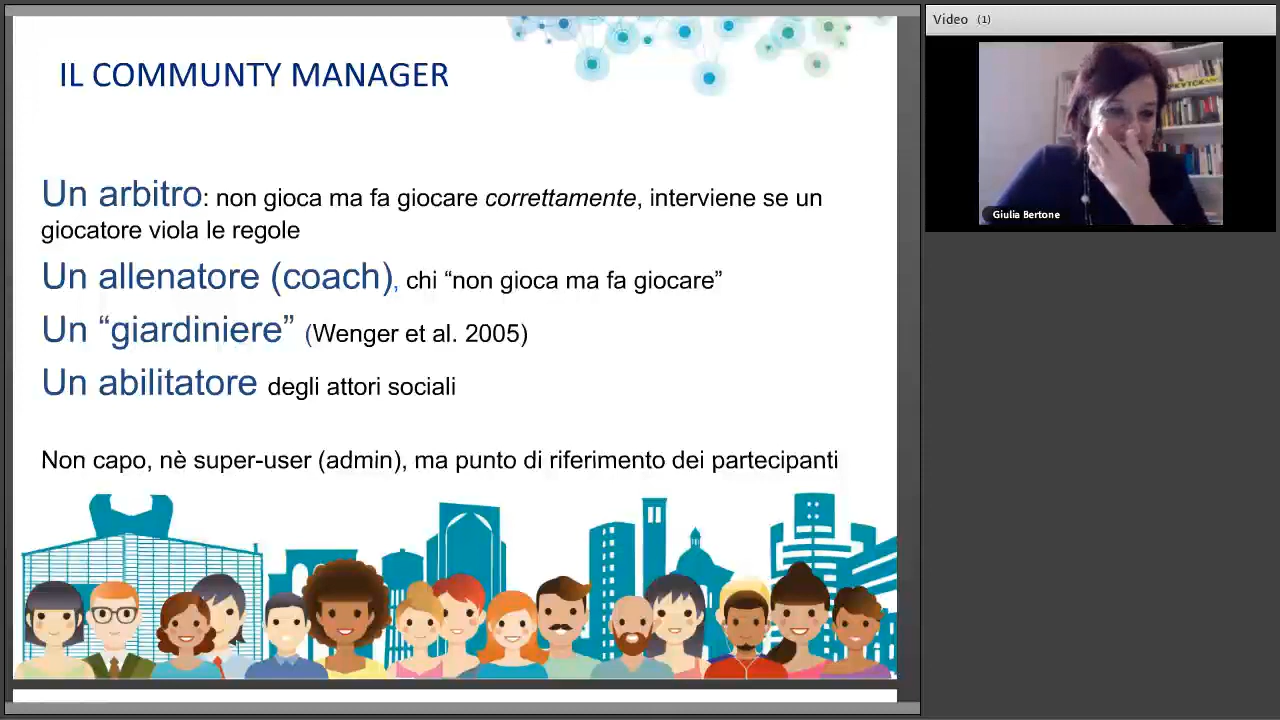 Video (1)
IL COMMUNTY MANAGER
Giulia Bertone
Un arbitro: non gioca ma fa giocare correttamente, interviene se un
giocatore viola le regole
Un allenatore (coach), chi “non gioca ma fa giocare”
Un “giardiniere” (Wenger et al. 2005)
Un abilitatore degli attori sociali
Non capo, nè super-user (admin), ma punto di riferimento dei partecipanti